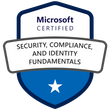 Microsoft
CERTIFIED
SECURITY, COMPLIANCE,
AND IDENTITY
FUNDAMENTALS